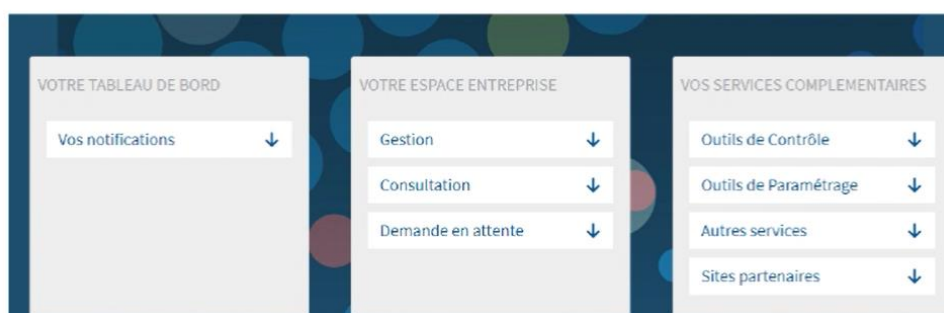 VOTRE TABLEAU DE BORD
Vos notifications
VOTRE ESPACE ENTREPRISE
Gestion
Consultation
Demande en attente
VOS SERVICES COMPLEMENTAIRES
Outils de Contrôle
Outils de Paramétrage
Autres services
Sites partenaires